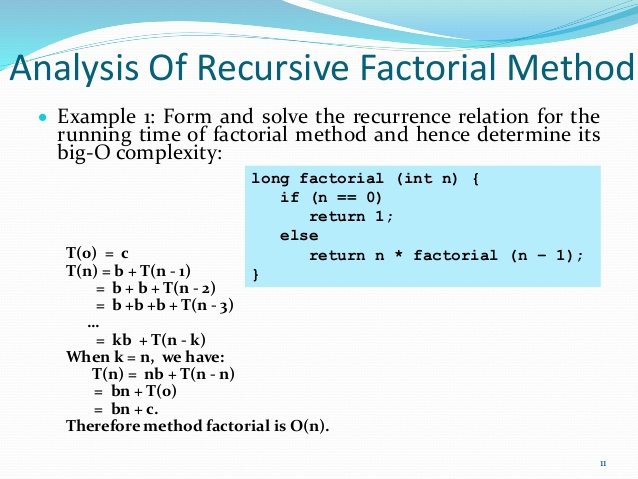 Analysis Of Recursive Factorial Method
• Example 1: Form and solve the recurrence relation for the
running time of factorial method and hence determine its
big-O complexity:
long factorial (int n) {
if (n == 0)
return 1;
else
return n * factorial (n – 1);
}
T(0) = c
T(n) = b + T(n - 1)
= b + b + T(n - 2)
= b +b +b + T(n - 3)
…
= kb + T(n - k)
When k = n, we have:
T(n) = nb + T(n - n)
= bn + T(0)
= bn + c.
Therefore method factorial is O(n).
11